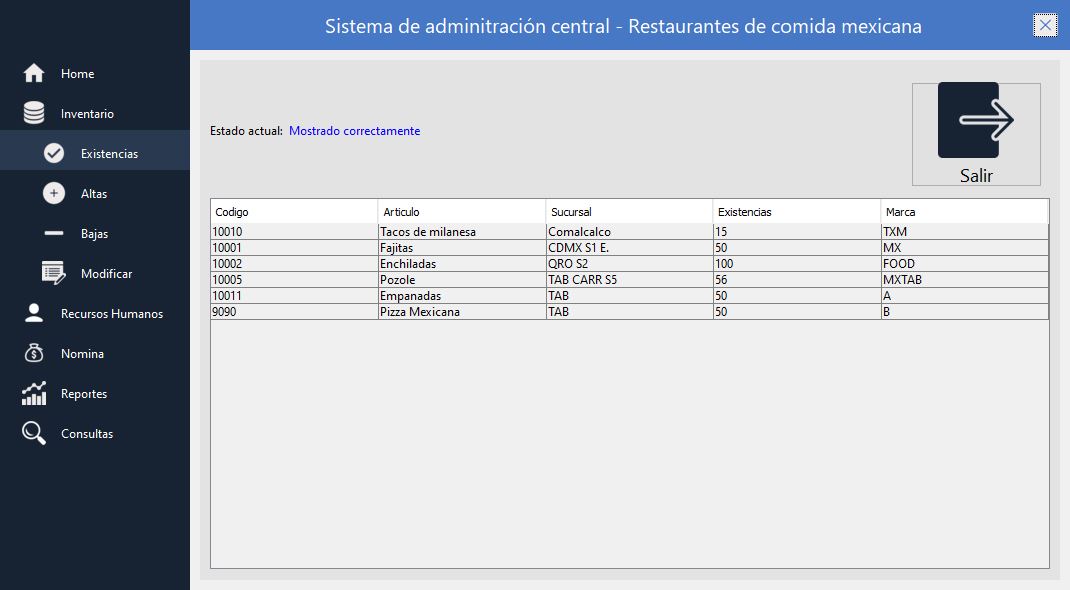 Sistema de adminitración central - Restaurantes de comida mexicana
Home
Inventario
Existencias
Altas
Bajas
Modificar
Recursos Humanos
Nomina
Reportes
Consultas
Estado actual: Mostrado correctamente
Salir
Codigo Articulo Sucursal Existencias Marca
10010 Tacos de milanesa Comalcalco 15 TXM
10001 Fajitas CDMX S1 E. 50 MX
10002 Enchiladas QRO S2 100 FOOD
10005 Pozole TAB CARR S5 56 MXTAB
10011 Empanadas TAB 50 A
9090 Pizza Mexicana TAB 50 B